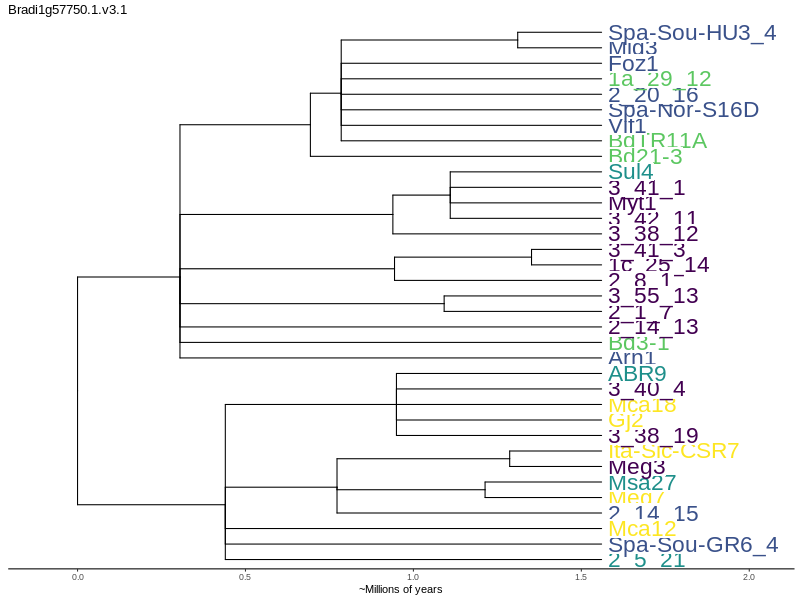 Bradi1g57750.1.v3.1
Spa-Sou-HU3_4
Mig3
Foz1
1a_29_12
2_20_16
Spa-Nor-S16D
Vlf1
BdTR11A
Bd21-3
Sul4
3_41_1
Myt1
3_42_11
3_38_12
3_41_3
1c_25_14
2_8_1
3_55_13
2_1_7
2_14_13
Bd3-1
Arn1
ABR9
3_40_4
Mca18
Gj2
3_38_19
Ita-Sic-CSR7
Meg3
Msa27
Meg7
2_14_15
Mca12
Spa-Sou-GR6_4
2_5_21
0.0 0.5 1.0 1.5 2.0
~Millions of years